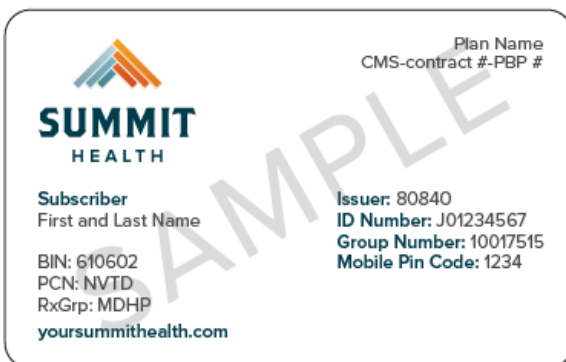 Plan Name
CMS-contract #-PBP #
SUMMIT
HEALTH
SAMPLE
Subscriber
First and Last Name
BIN: 610602
PCN: NVTD
RxGrp: MDHP
yoursummithealth.com
Issuer: 80840
ID Number: J01234567
Group Number: 10017515
Mobile Pin Code: 1234